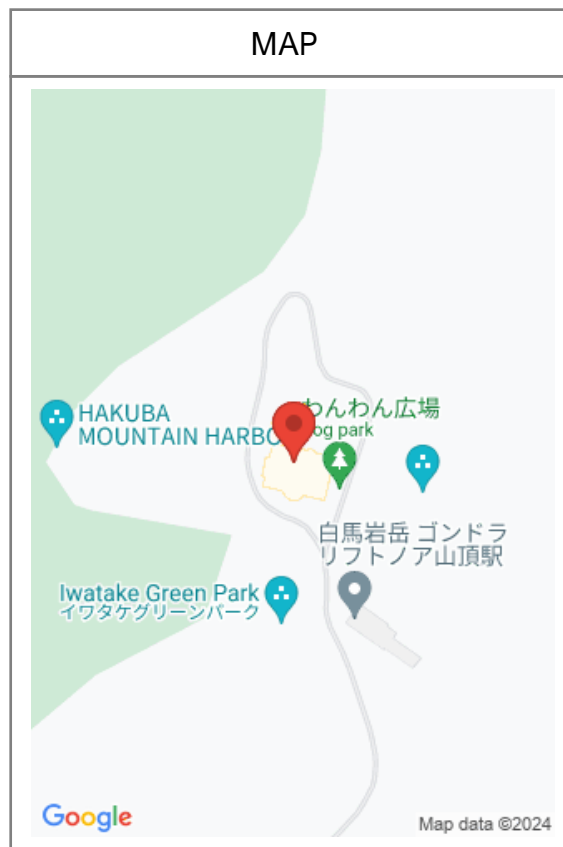 MAP
わんわん広場
og park
HAKUBA
MOUNTAIN HARBO
白馬岩岳 ゴンドラ
リフトノア山頂駅
Iwatake Green Park
イワタケグリーンパーク
Google
Map data ©2024